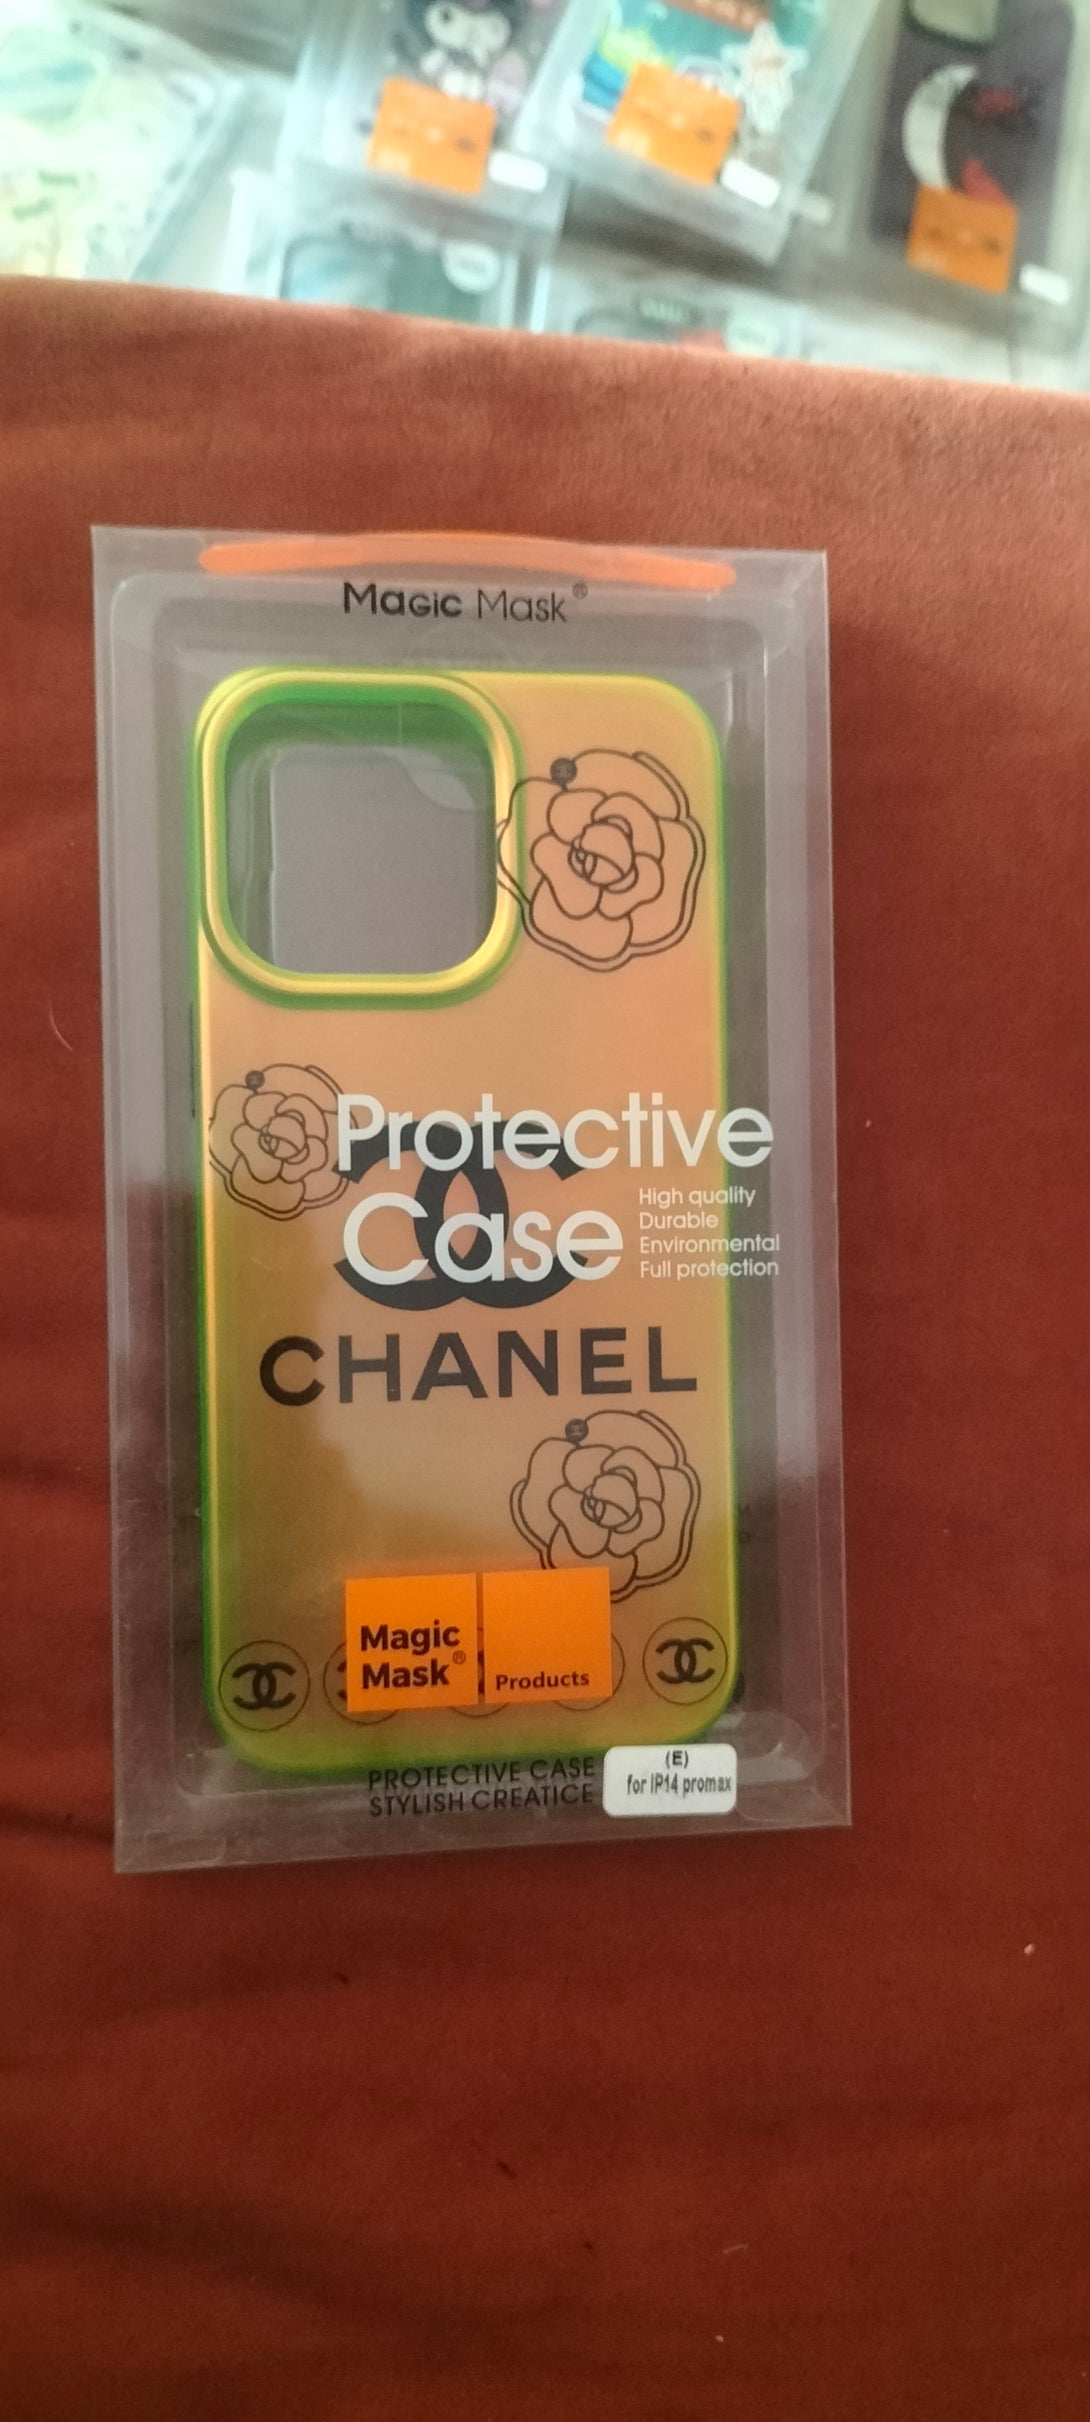 Magic Mask®
Protective
Case
High quality
Durable
Environmental
Full protection
CHANEL
Magic
Mask®
Products
PROTECTIVE CASE
STYLISH CREATICE
(E)
for IP14 promax